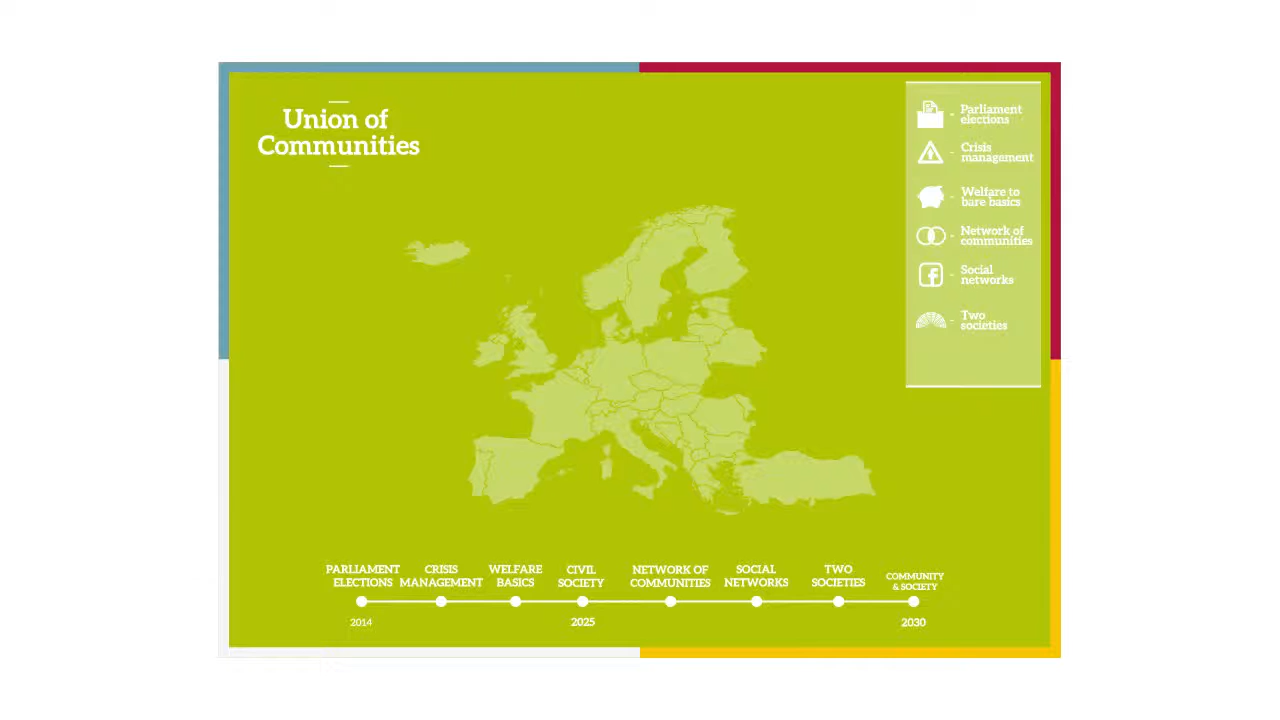 Union of
Communities
- Parliament
elections
- Crisis
management
- Welfare to
bare basics
- Network of
communities
- Social
networks
- Two
societies
PARLIAMENT
ELECTIONS
CRISIS
MANAGEMENT
WELFARE
BASICS
CIVIL
SOCIETY
NETWORK OF
COMMUNITIES
SOCIAL
NETWORKS
TWO
SOCIETIES
COMMUNITY
& SOCIETY
2014
2025
2030